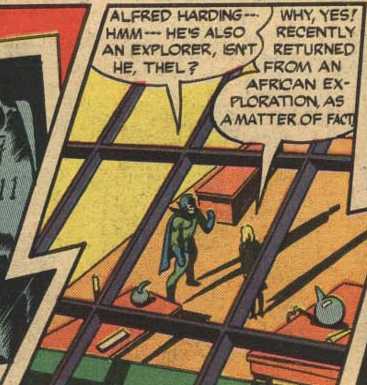 ALFRED HARDING--
HMM--- HE'S ALSO
AN EXPLORER, ISN'T
HE, THEL?
WHY, YES!
RECENTLY
RETURNED
FROM AN
AFRICAN EX-
PLORATION, AS
A MATTER OF FACT
11